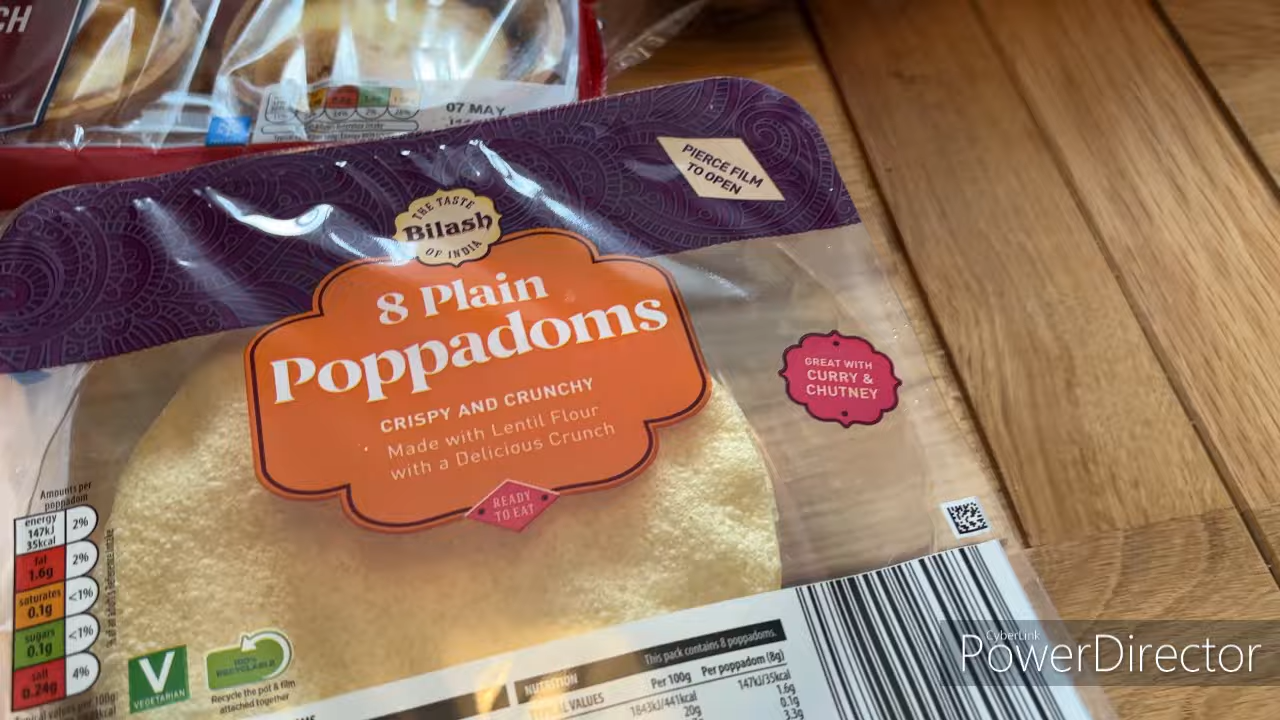 CH
07 MAY
PIERCE FILM
TO OPEN
THE TASTE
Bilash
OF INDIA
8 Plain
Poppadoms
CRISPY AND CRUNCHY
Made with Lentil Flour
with a Delicious Crunch
READY
TO EAT
GREAT WITH
CURRY &
CHUTNEY
Amounts per
poppadom
energy
147kJ
35kcal
2%
fat
1.6g
2%
saturates
0.1g
<1%
sugars
0.1g
<1%
salt
0.24g
4%
V
VEGETARIAN
100%
RECYCLABLE
Recycle the pot & film
attached together
This pack contains 8 poppadoms.
NUTRITION
TYPICAL VALUES
Per 100g
Per poppadom (8g)
1843kJ/441kcal
147kJ/35kcal
20g
1.6g
0.1g
3.3g
CyberLink
PowerDirector